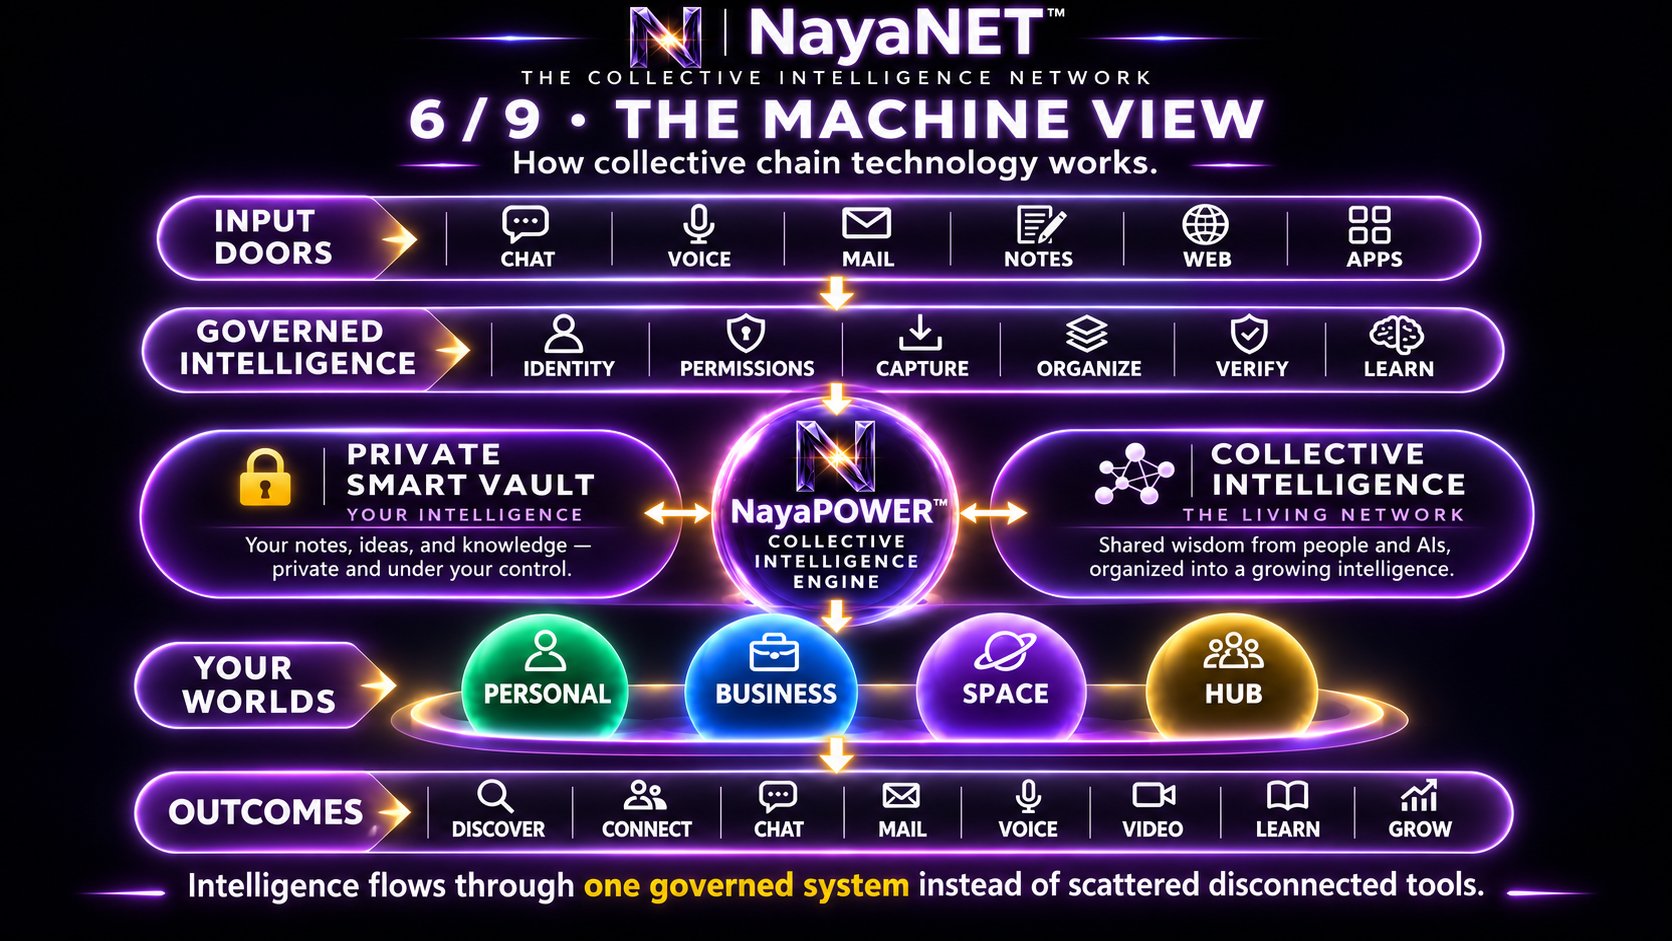 N | NayaNET™
THE COLLECTIVE INTELLIGENCE NETWORK
6 / 9 · THE MACHINE VIEW
How collective chain technology works.
INPUT
DOORS
CHAT
VOICE
MAIL
NOTES
WEB
APPS
GOVERNED
INTELLIGENCE
IDENTITY
PERMISSIONS
CAPTURE
ORGANIZE
VERIFY
LEARN
PRIVATE
SMART VAULT
YOUR INTELLIGENCE
Your notes, ideas, and knowledge —
private and under your control.
N
NayaPOWER™
COLLECTIVE
INTELLIGENCE
ENGINE
COLLECTIVE
INTELLIGENCE
THE LIVING NETWORK
Shared wisdom from people and AIs,
organized into a growing intelligence.
YOUR
WORLDS
PERSONAL
BUSINESS
SPACE
HUB
OUTCOMES
DISCOVER
CONNECT
CHAT
MAIL
VOICE
VIDEO
LEARN
GROW
Intelligence flows through one governed system instead of scattered disconnected tools.